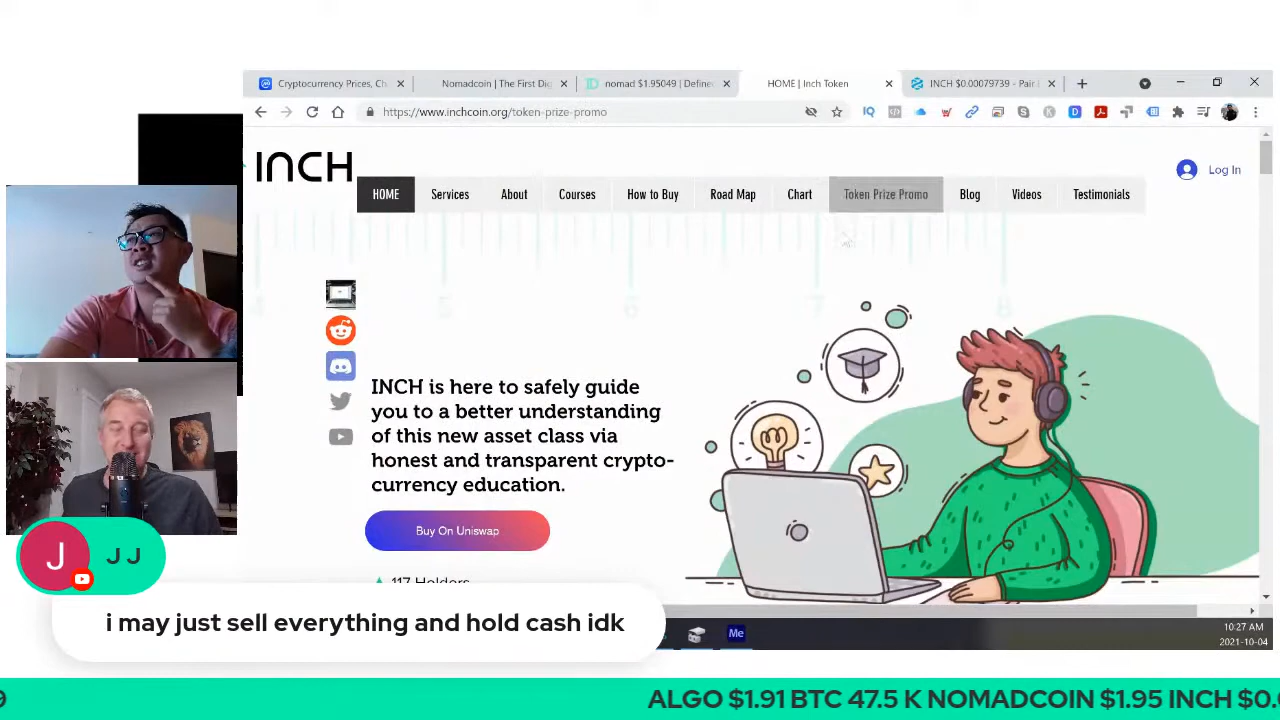 Cryptocurrency Prices, Ch
Nomadcoin | The First Dig
nomad $1.95049 | Define
HOME | Inch Token
INCH $0.00079739 - Pair
https://www.inchcoin.org/token-prize-promo
INCH
Log In
HOME Services About Courses How to Buy Road Map Chart Token Prize Promo Blog Videos Testimonials
5 6 7 8
INCH is here to safely guide
you to a better understanding
of this new asset class via
honest and transparent crypto-
currency education.
Buy On Uniswap
117 Holders
J
J J
i may just sell everything and hold cash idk
Me
10:27 AM
2021-10-04
9 ALGO $1.91 BTC 47.5 K NOMADCOIN $1.95 INCH $0.